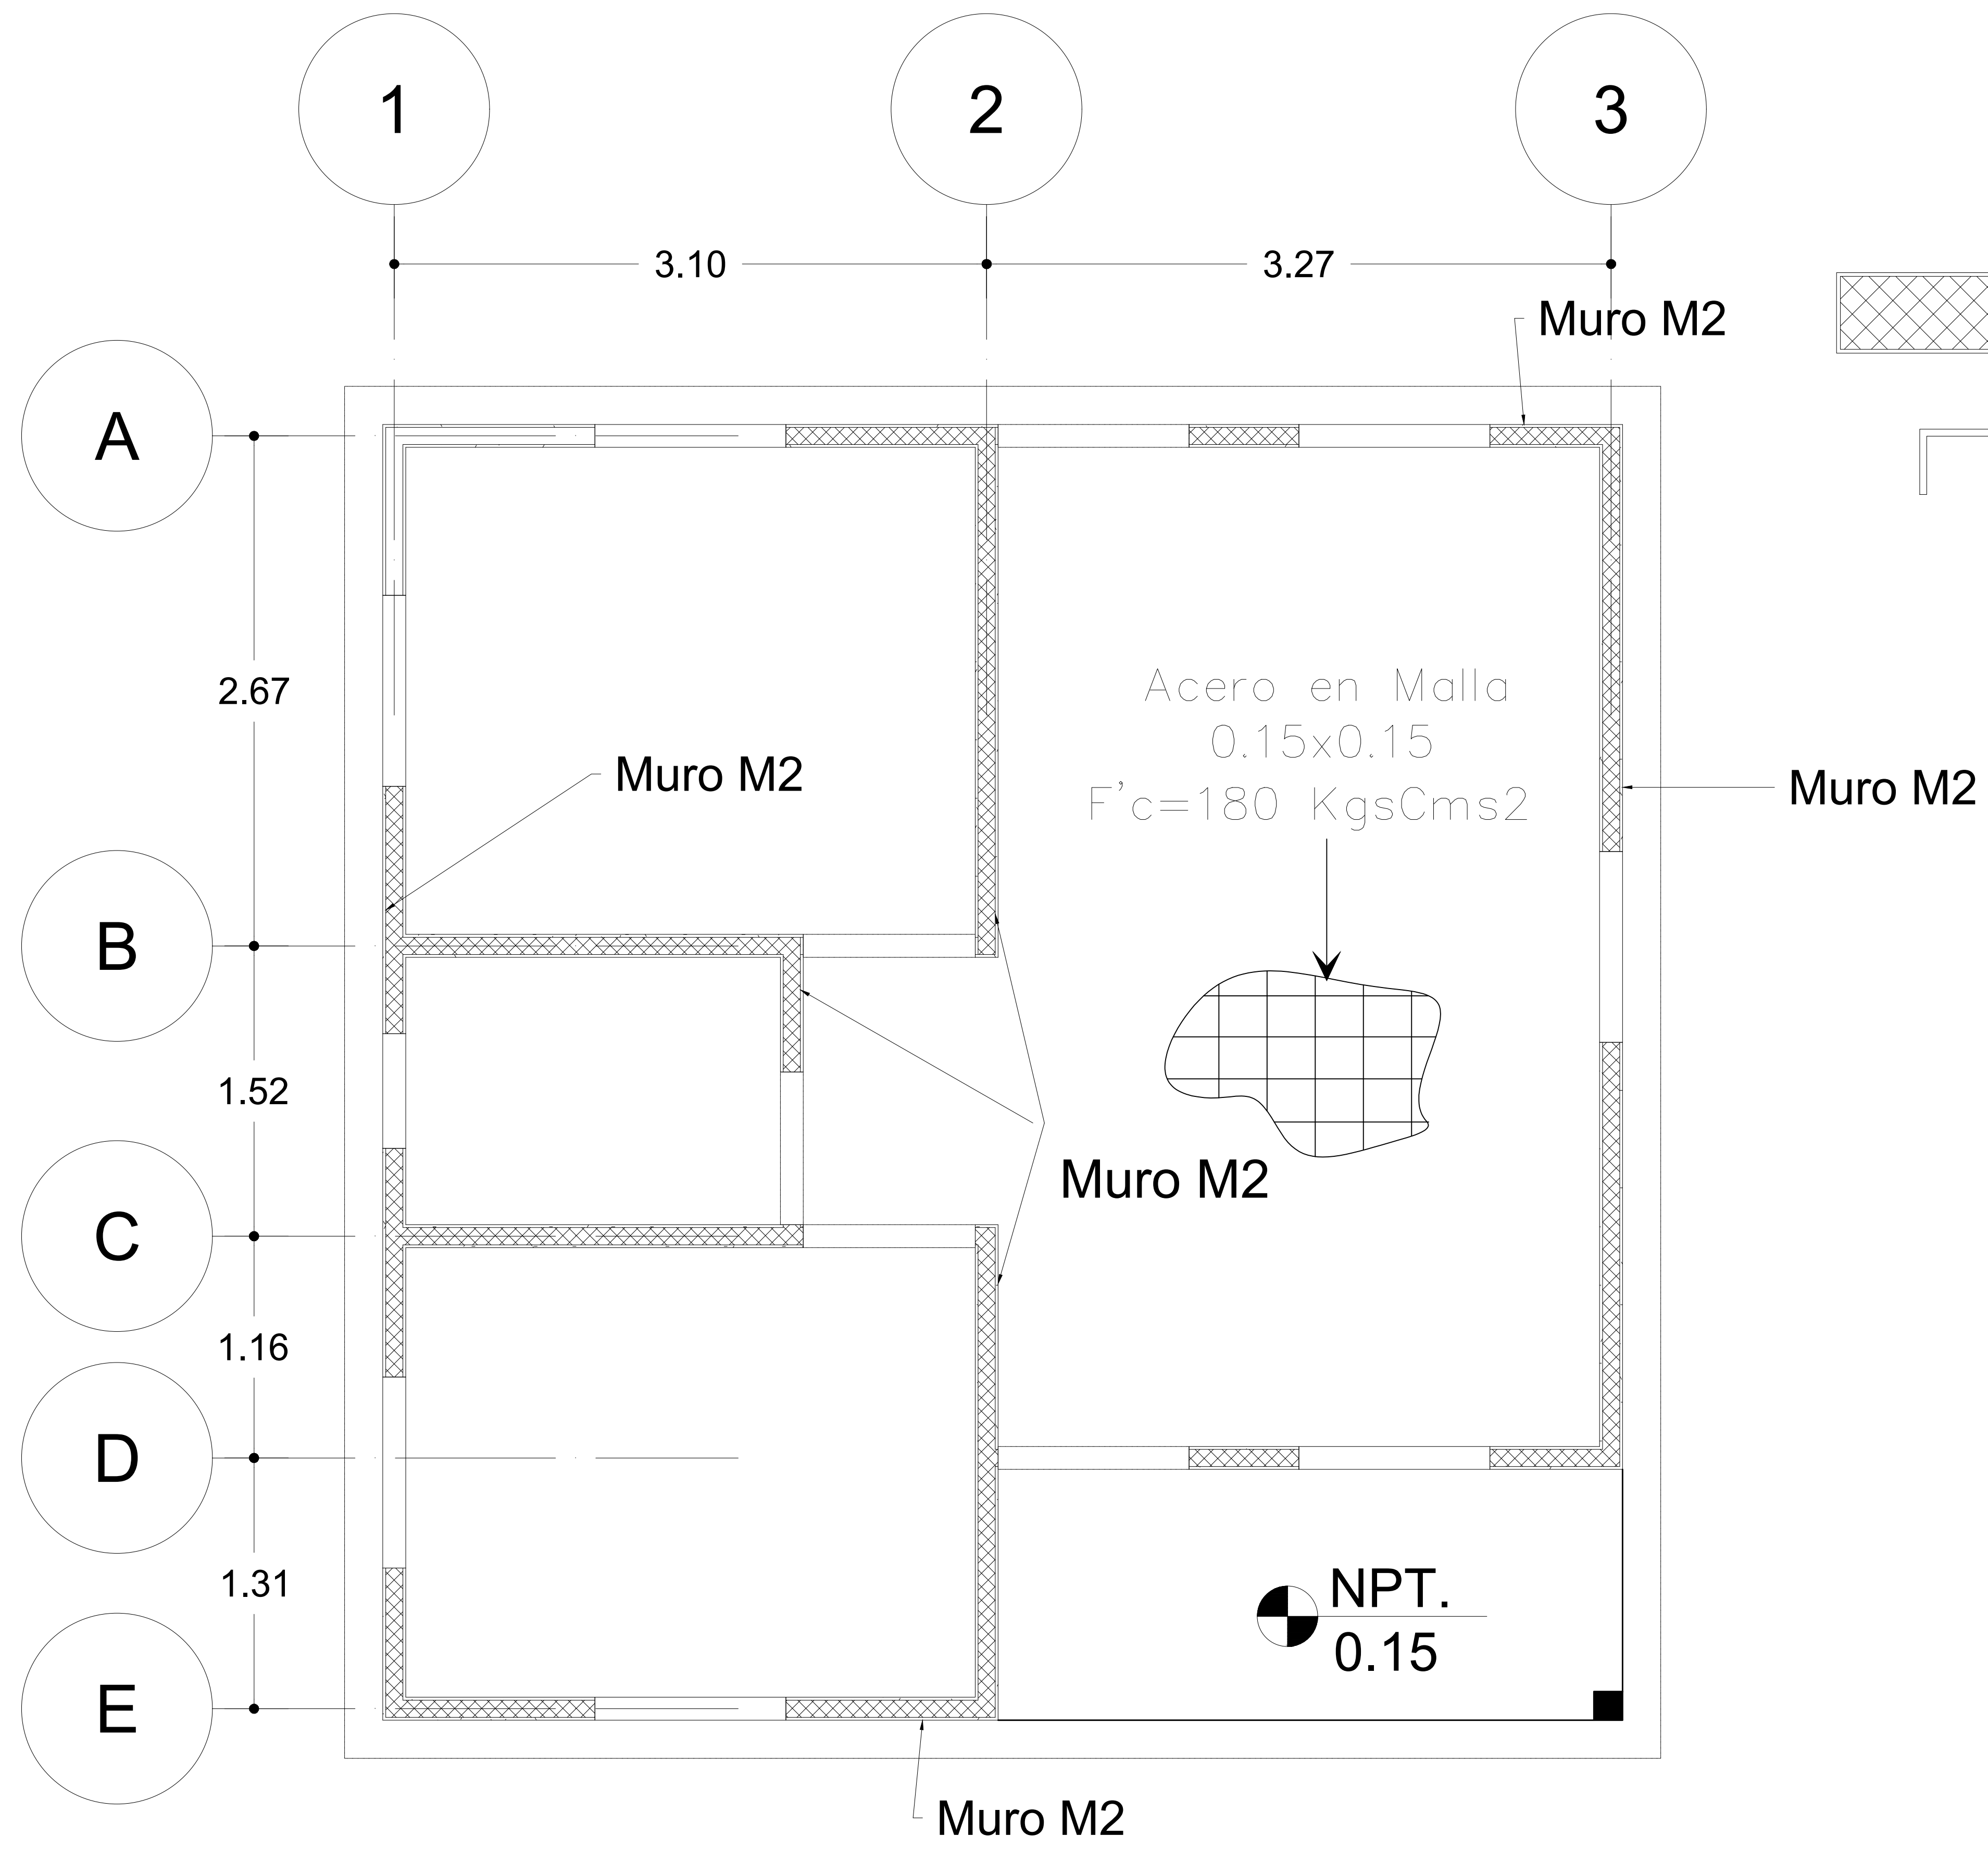 1
2
3
3.10
3.27
Muro M2
A
2.67
Acero en Malla
0.15x0.15
F'c=180 KgsCms2
Muro M2
Muro M2
B
1.52
Muro M2
C
1.16
D
1.31
NPT.
0.15
E
Muro M2